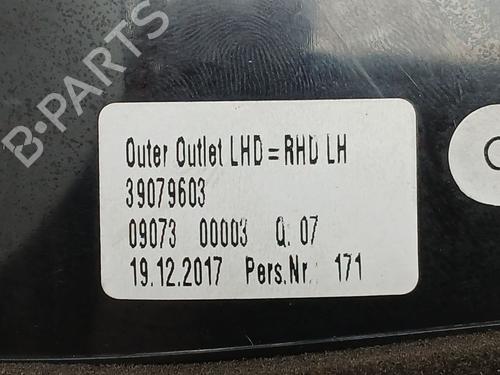 B-PARTS
Outer Outlet LHD = RHD LH
39079603
09073 00003 Q. 07
19.12.2017 Pers.Nr. 171